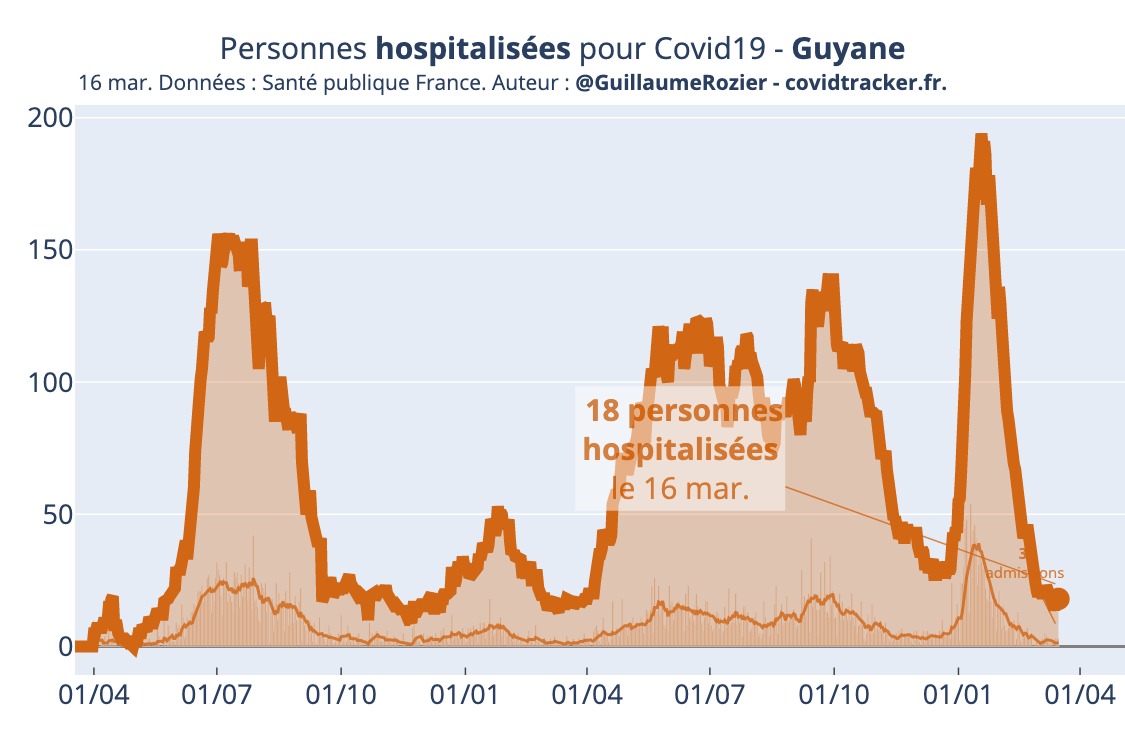 Personnes hospitalisées pour Covid19 - Guyane
16 mar. Données : Santé publique France. Auteur : @GuillaumeRozier - covidtracker.fr.
200
150
100
50
0
18 personnes
hospitalisées
le 16 mar.
3
admissions
01/04 01/07 01/10 01/01 01/04 01/07 01/10 01/01 01/04